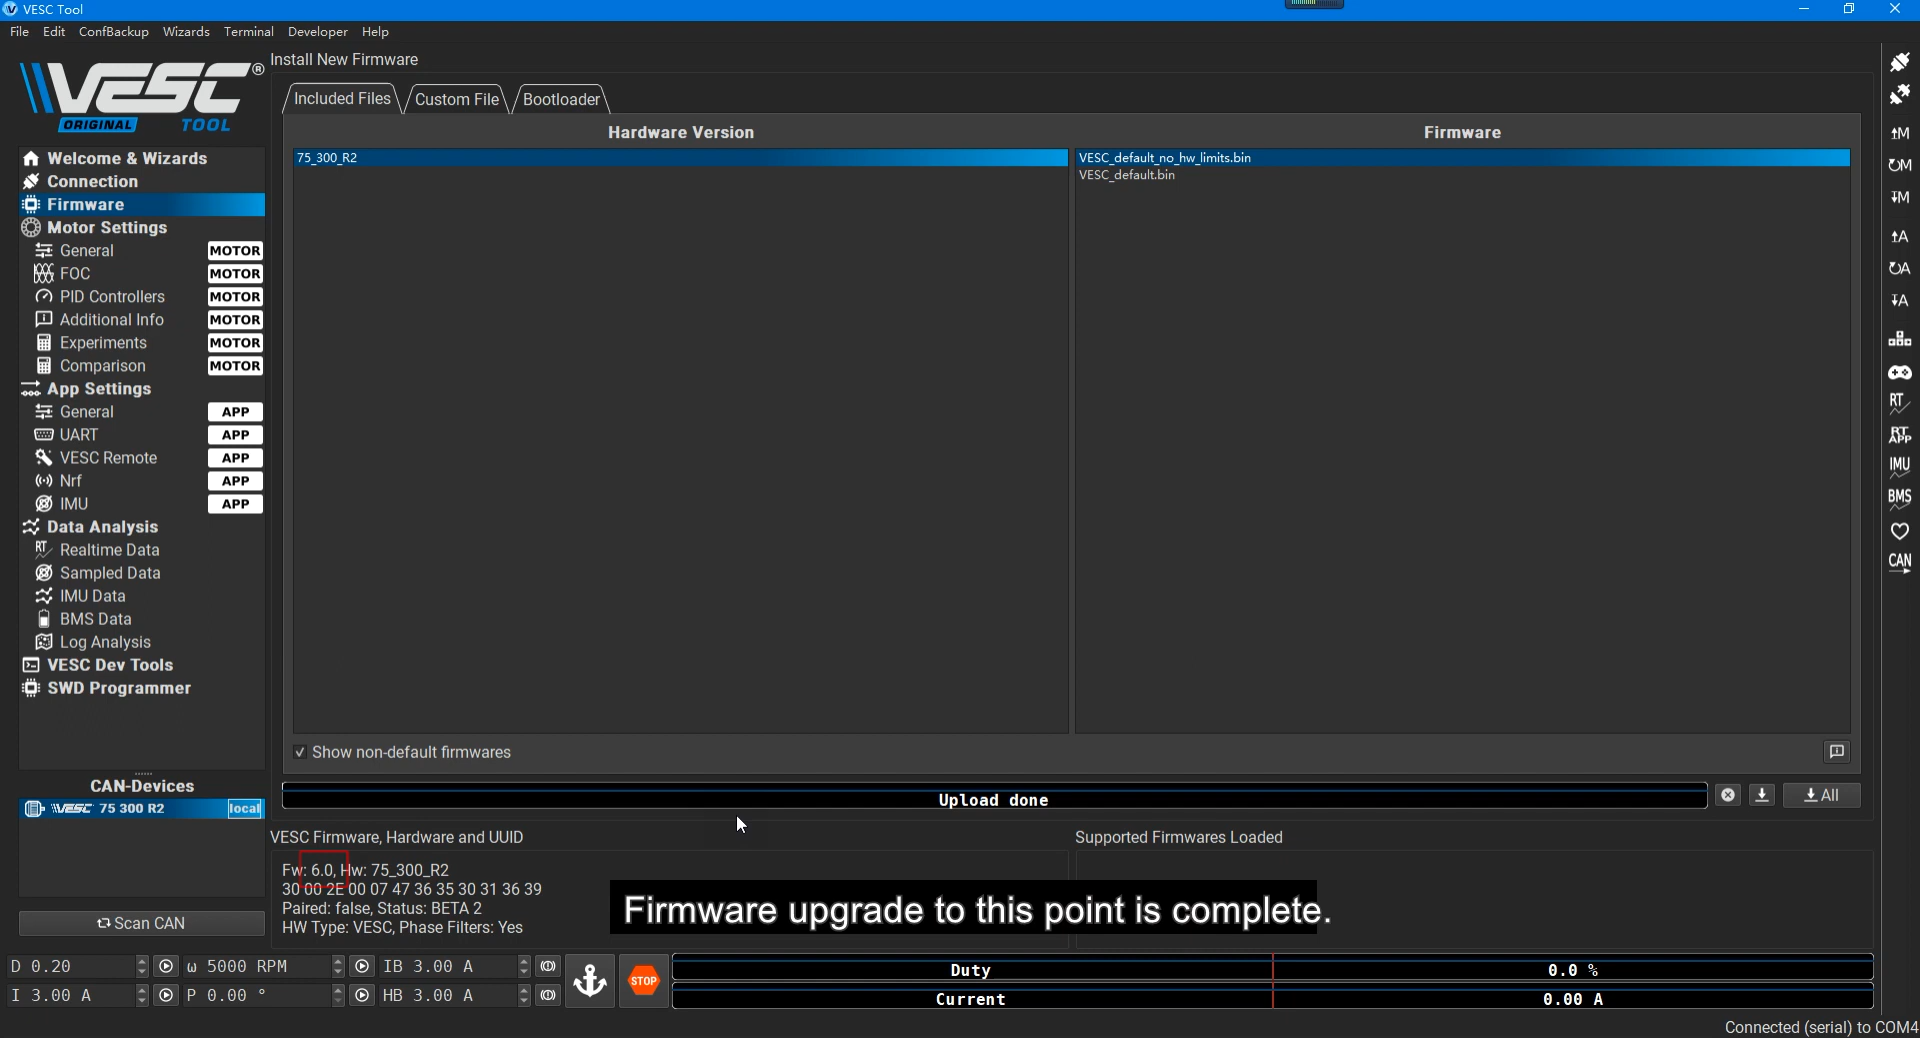 VESC Tool
File Edit ConfBackup Wizards Terminal Developer Help
VESC®
ORIGINAL TOOL
Install New Firmware
Included Files Custom File Bootloader
Hardware Version Firmware
75_300_R2 VESC_default_no_hw_limits.bin
VESC_default.bin
Welcome & Wizards
Connection
Firmware
Motor Settings
General MOTOR
FOC MOTOR
PID Controllers MOTOR
Additional Info MOTOR
Experiments MOTOR
Comparison MOTOR
App Settings
General APP
UART APP
VESC Remote APP
Nrf APP
IMU APP
Data Analysis
RT Realtime Data
Sampled Data
IMU Data
BMS Data
Log Analysis
VESC Dev Tools
SWD Programmer
M
M
M
A
A
A
RT
RT
APP
IMU
BMS
CAN
Show non-default firmwares
CAN-Devices
VESC 75 300 R2 local
Scan CAN
Upload done
All
VESC Firmware, Hardware and UUID
Fw: 6.0, Hw: 75_300_R2
30 00 2E 00 07 47 36 35 30 31 36 39
Paired: false, Status: BETA 2
HW Type: VESC, Phase Filters: Yes
Supported Firmwares Loaded
Firmware upgrade to this point is complete.
D 0.20 ω 5000 RPM IB 3.00 A
I 3.00 A P 0.00 ° HB 3.00 A
STOP
Duty 0.0 %
Current 0.00 A
Connected (serial) to COM4